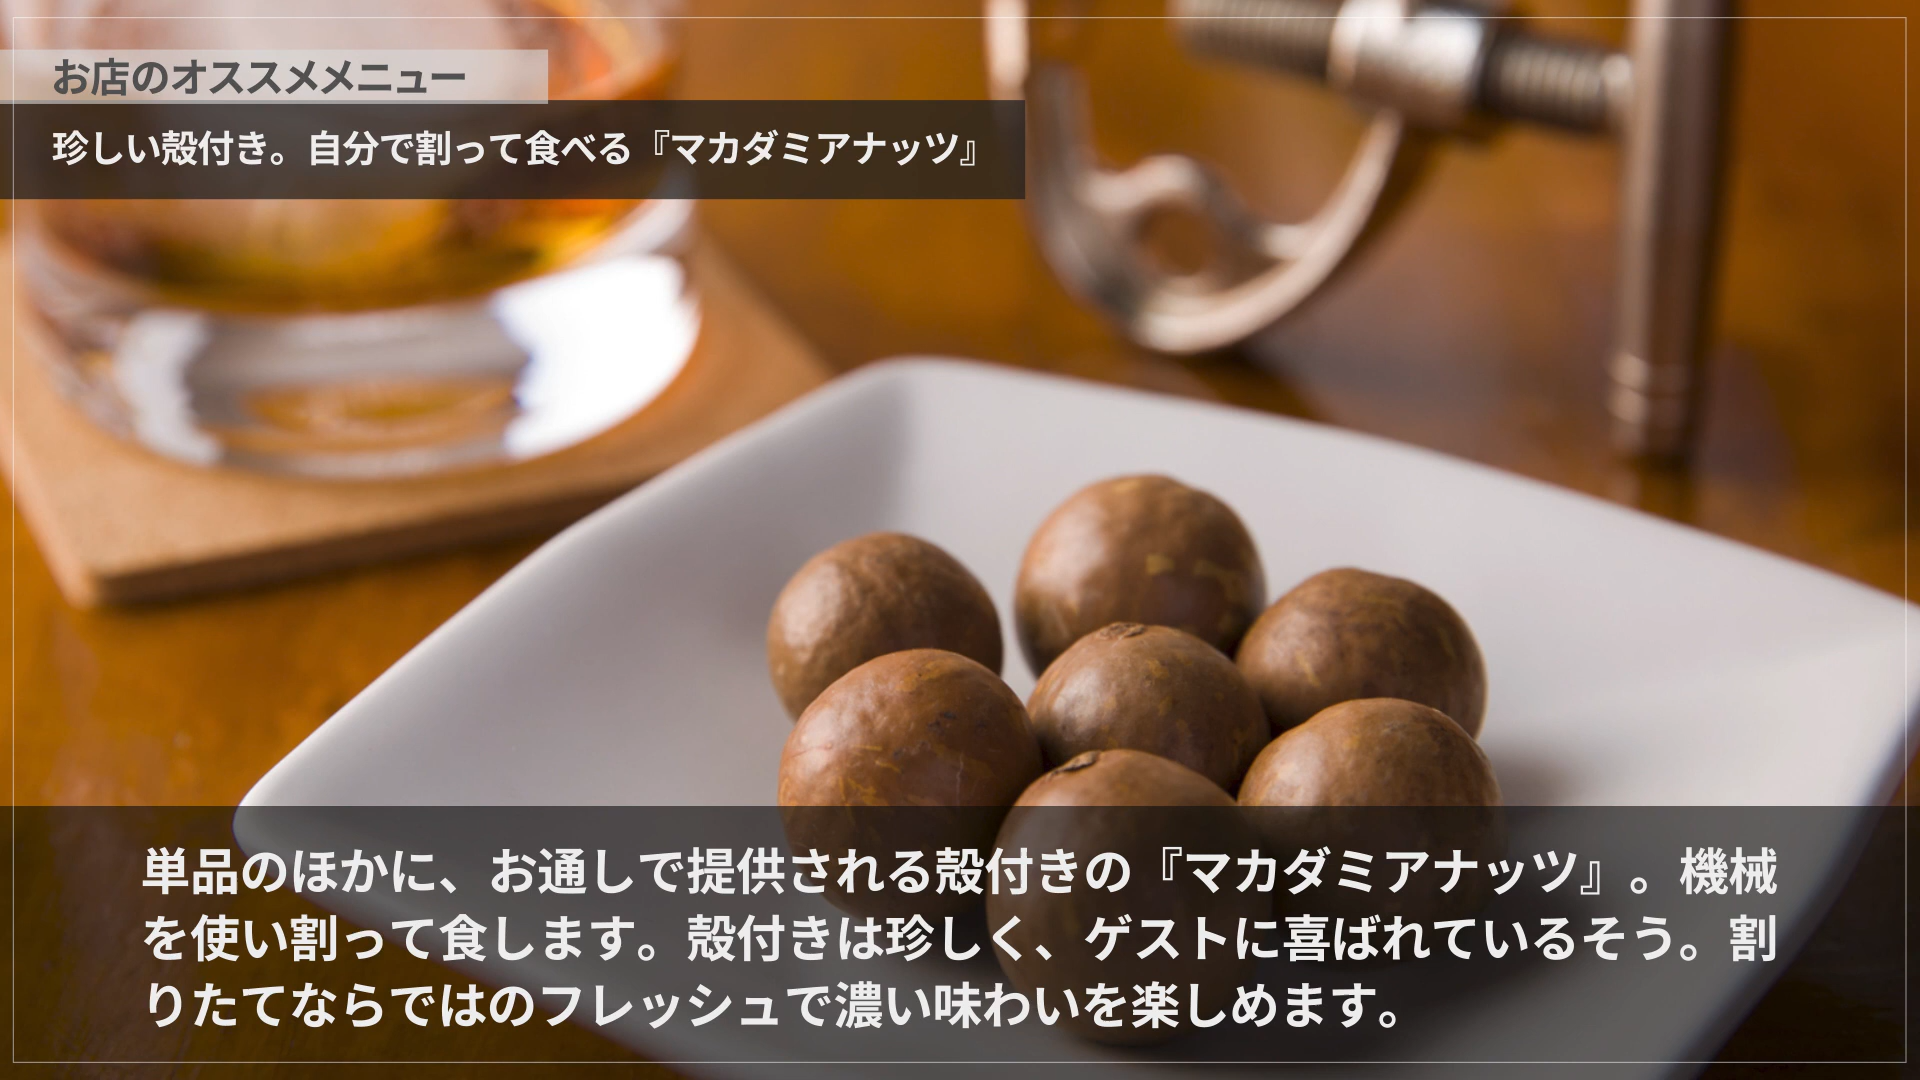 お店のオススメメニュー
珍しい殻付き。自分で割って食べる『マカダミアナッツ』
単品のほかに、お通しで提供される殻付きの『マカダミアナッツ』。機械
を使い割って食します。殻付きは珍しく、ゲストに喜ばれているそう。割
りたてならではのフレッシュで濃い味わいを楽しめます。